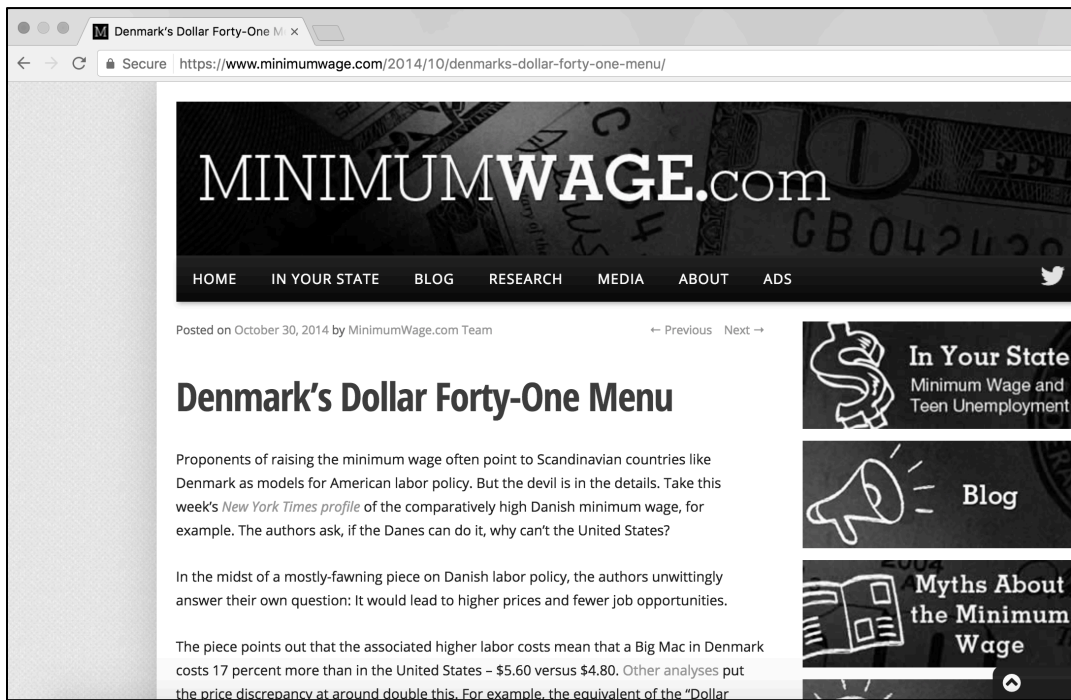 Denmark's Dollar Forty-One M
Secure https://www.minimumwage.com/2014/10/denmarks-dollar-forty-one-menu/
MINIMUMWAGE.com
HOME IN YOUR STATE BLOG RESEARCH MEDIA ABOUT ADS
Posted on October 30, 2014 by MinimumWage.com Team ← Previous Next →
Denmark's Dollar Forty-One Menu
Proponents of raising the minimum wage often point to Scandinavian countries like
Denmark as models for American labor policy. But the devil is in the details. Take this
week's New York Times profile of the comparatively high Danish minimum wage, for
example. The authors ask, if the Danes can do it, why can't the United States?
In the midst of a mostly-fawning piece on Danish labor policy, the authors unwittingly
answer their own question: It would lead to higher prices and fewer job opportunities.
The piece points out that the associated higher labor costs mean that a Big Mac in Denmark
costs 17 percent more than in the United States – $5.60 versus $4.80. Other analyses put
the price discrepancy at around double this. For example, the equivalent of the "Dollar
In Your State
Minimum Wage and
Teen Unemployment
Blog
Myths About
the Minimum
Wage